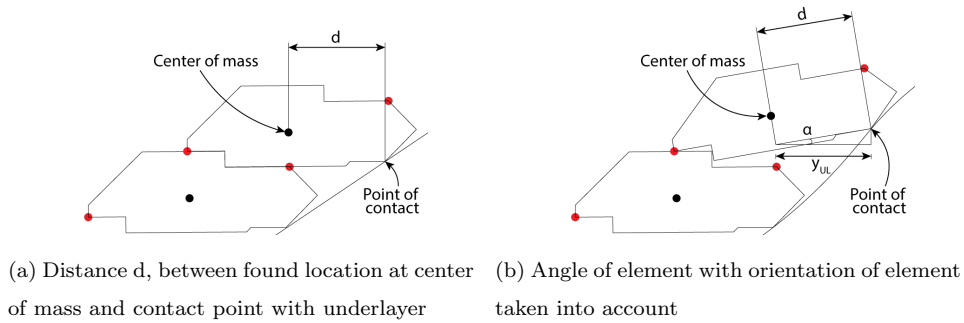 d
Center of mass
Point of
contact
d
Center of mass
α
y_UL
Point of
contact
(a) Distance d, between found location at center
of mass and contact point with underlayer
(b) Angle of element with orientation of element
taken into account